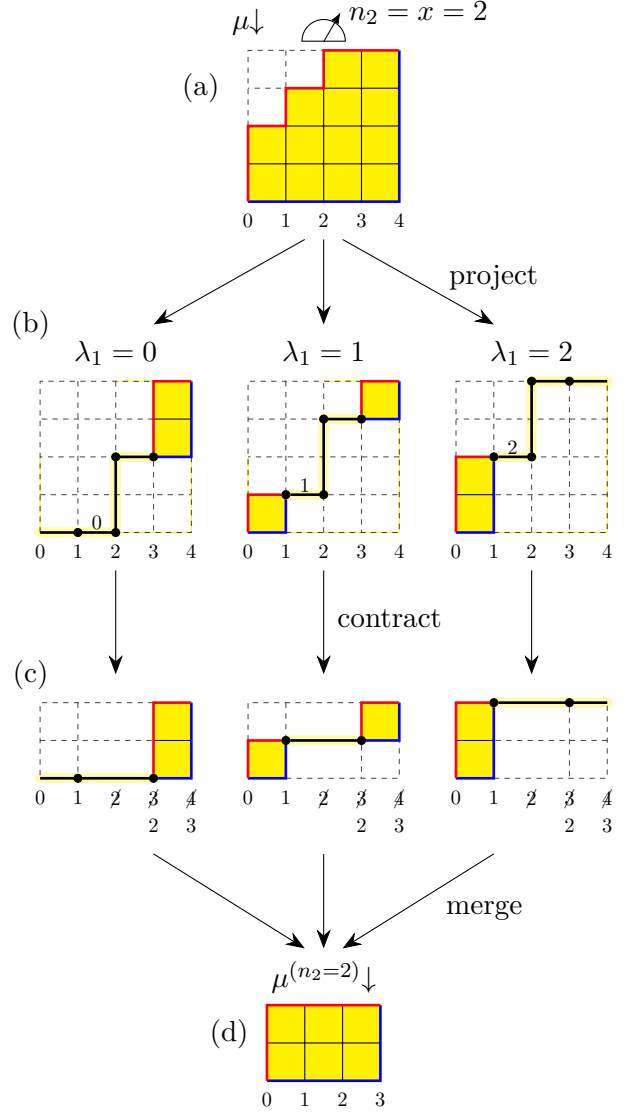 μ↓ n₂ = x = 2
(a)
0 1 2 3 4
project
(b)
λ₁ = 0 λ₁ = 1 λ₁ = 2
0 1 2
0 1 2 3 4 0 1 2 3 4 0 1 2 3 4
contract
(c)
0 1 2̸ 3̸ 4̸ 0 1 2̸ 3̸ 4̸ 0 1 2̸ 3̸ 4̸
2 3 2 3 2 3
merge
μ⁽ⁿ₂⁼²⁾↓
(d)
0 1 2 3